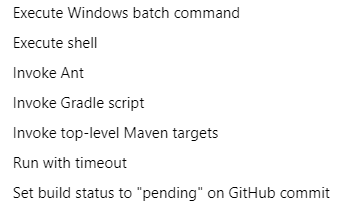 Execute Windows batch command
Execute shell
Invoke Ant
Invoke Gradle script
Invoke top-level Maven targets
Run with timeout
Set build status to "pending" on GitHub commit